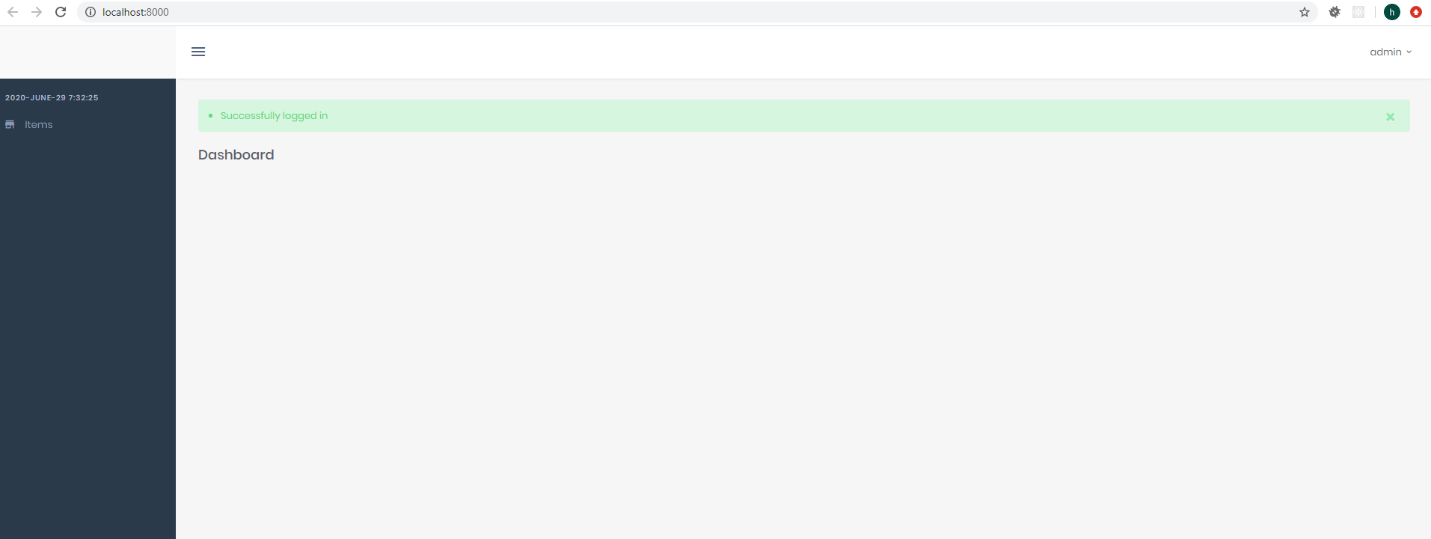 localhost:8000
h
admin
2020-JUNE-29 7:32:25
Items
Successfully logged in
Dashboard